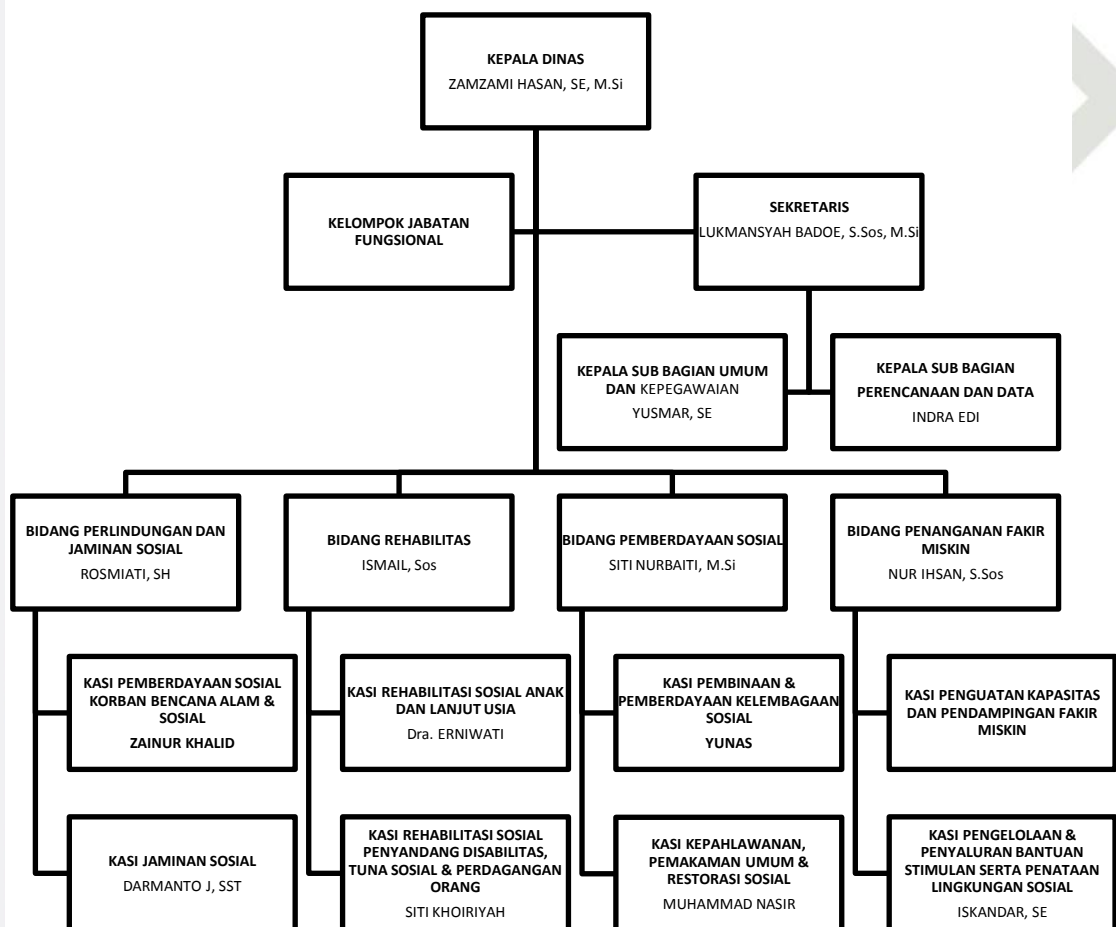 KEPALA DINAS
ZAMZAMI HASAN, SE, M.Si
KELOMPOK JABATAN
FUNGSIONAL
SEKRETARIS
LUKMANSYAH BADOE, S.Sos, M.Si
KEPALA SUB BAGIAN UMUM
DAN KEPEGAWAIAN
YUSMAR, SE
KEPALA SUB BAGIAN
PERENCANAAN DAN DATA
INDRA EDI
BIDANG PERLINDUNGAN DAN
JAMINAN SOSIAL
ROSMIATI, SH
BIDANG REHABILITAS
ISMAIL, Sos
BIDANG PEMBERDAYAAN SOSIAL
SITI NURBAITI, M.Si
BIDANG PENANGANAN FAKIR
MISKIN
NUR IHSAN, S.Sos
KASI PEMBERDAYAAN SOSIAL
KORBAN BENCANA ALAM &
SOSIAL
ZAINUR KHALID
KASI REHABILITASI SOSIAL ANAK
DAN LANJUT USIA
Dra. ERNIWATI
KASI PEMBINAAN &
PEMBERDAYAAN KELEMBAGAAN
SOSIAL
YUNAS
KASI PENGUATAN KAPASITAS
DAN PENDAMPINGAN FAKIR
MISKIN
KASI JAMINAN SOSIAL
DARMANTO J, SST
KASI REHABILITASI SOSIAL
PENYANDANG DISABILITAS,
TUNA SOSIAL & PERDAGANGAN
ORANG
SITI KHOIRIYAH
KASI KEPAHLAWANAN,
PEMAKAMAN UMUM &
RESTORASI SOSIAL
MUHAMMAD NASIR
KASI PENGELOLAAN &
PENYALURAN BANTUAN
STIMULAN SERTA PENATAAN
LINGKUNGAN SOSIAL
ISKANDAR, SE